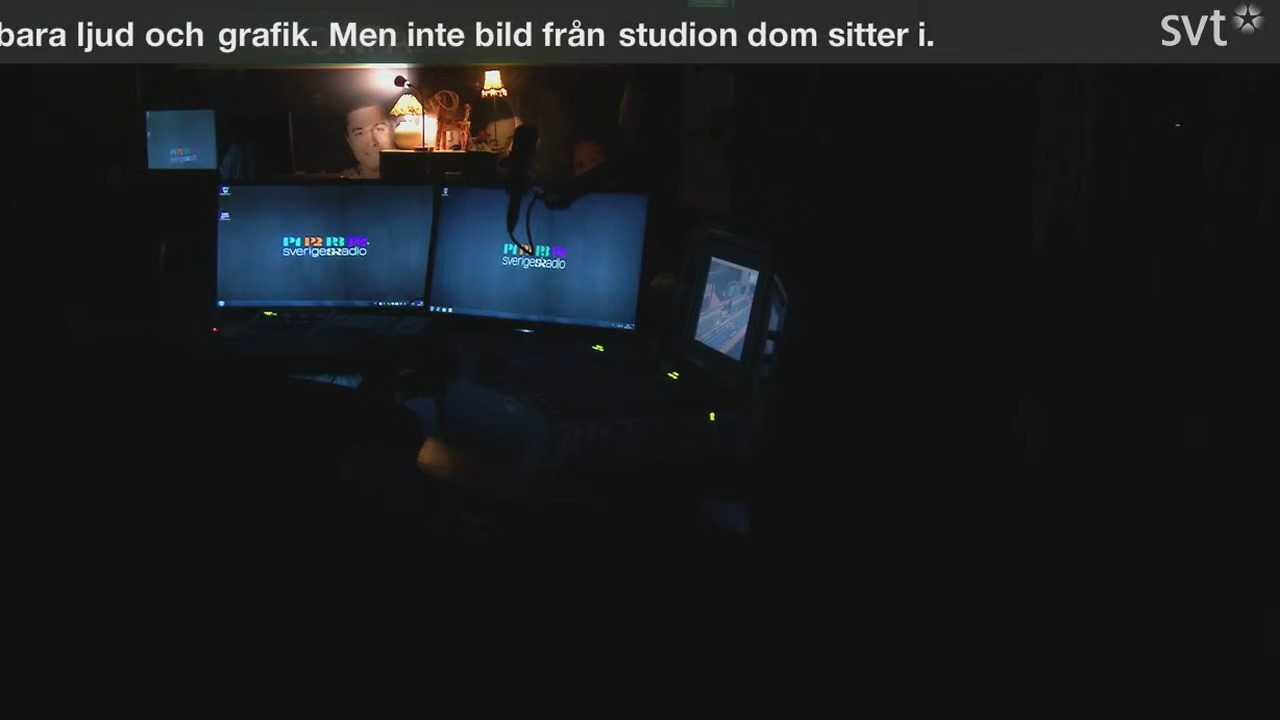 bara ljud och grafik. Men inte bild från studion dom sitter i.
svt
P1 P2 P3 P4
sverigesradio
P1 P2 P3 P4
sverigesradio